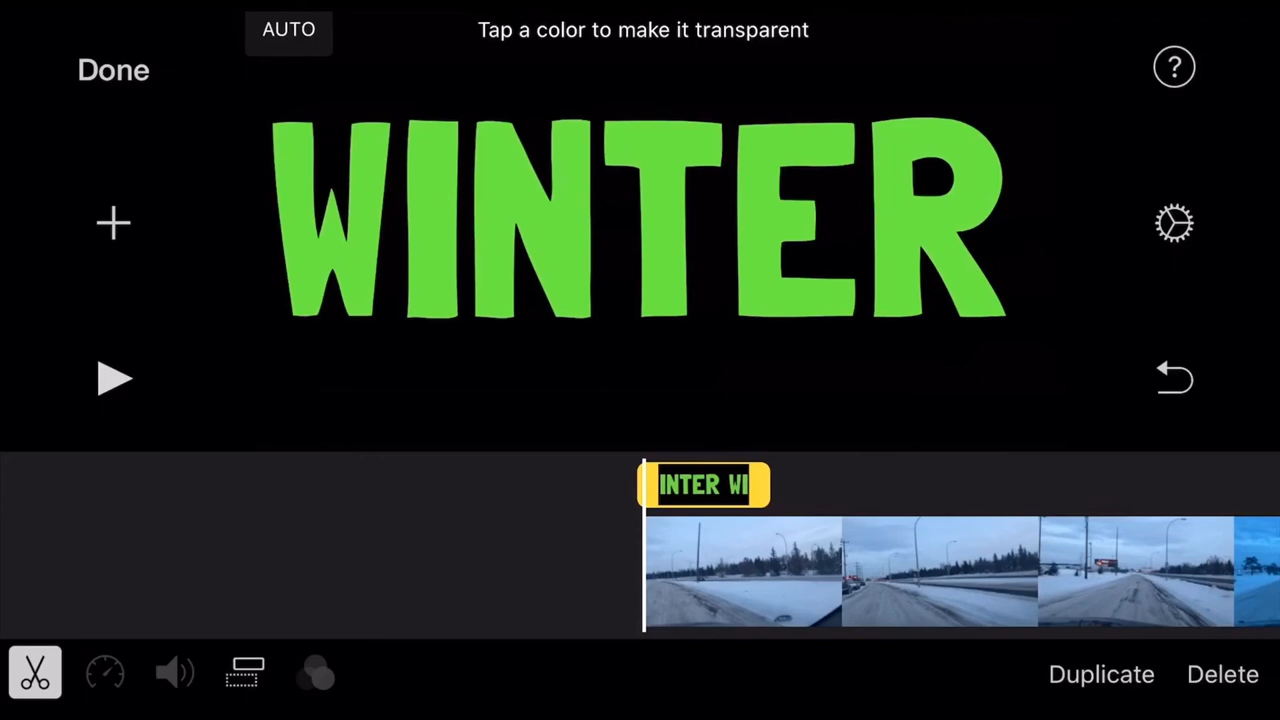 AUTO
Tap a color to make it transparent
Done
?
WINTER
INTER WI
Duplicate
Delete